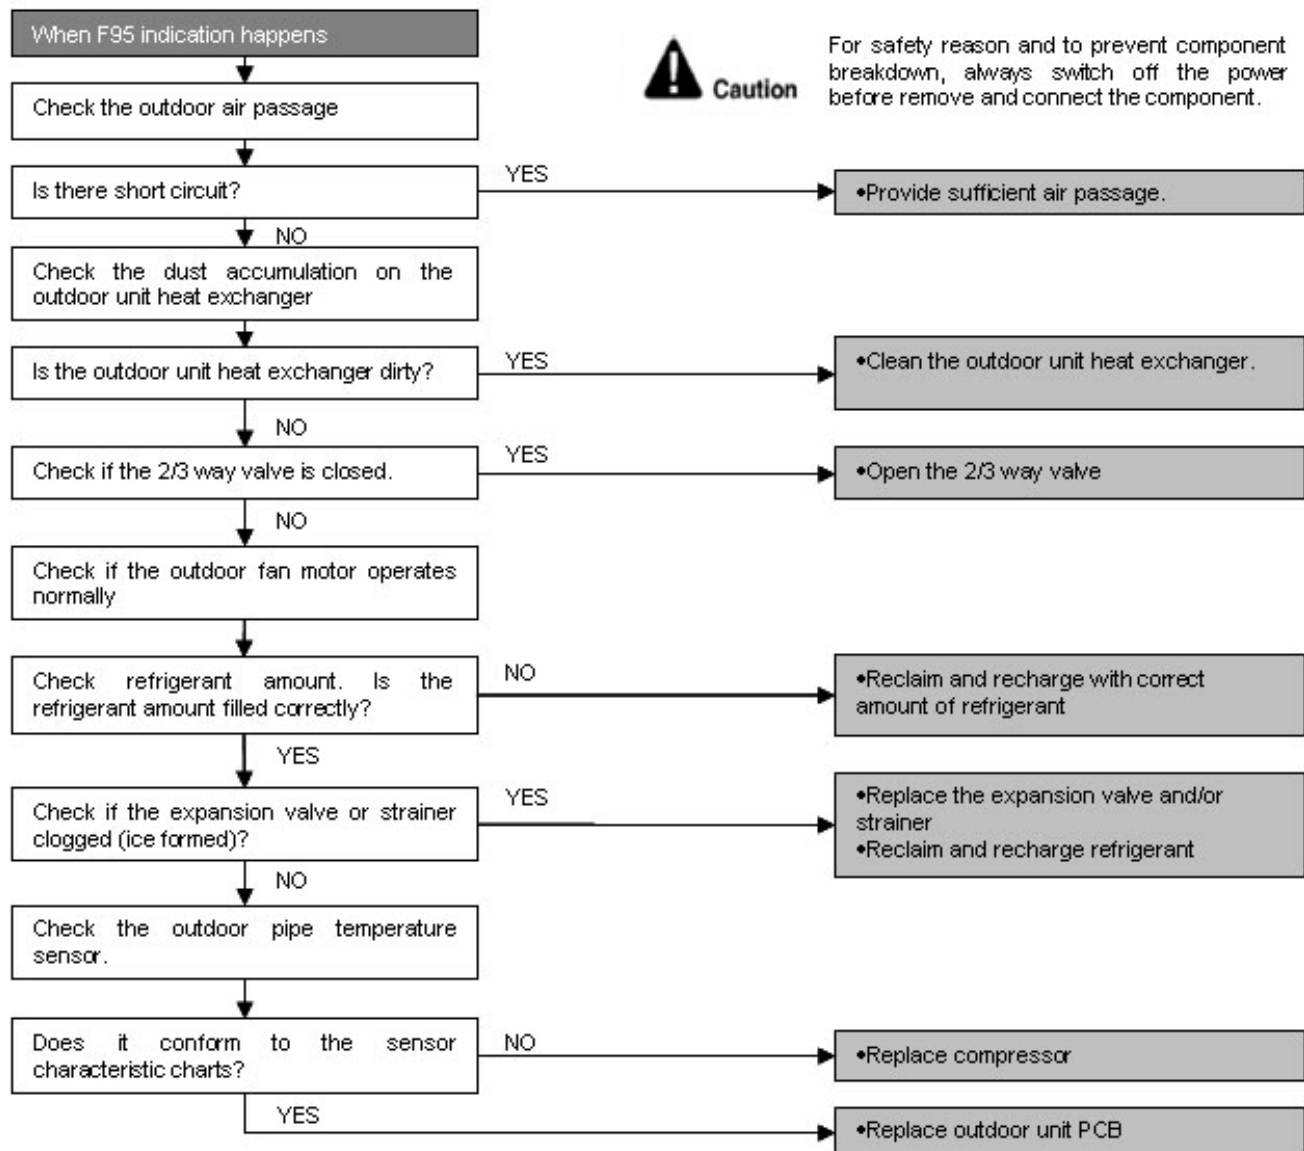 When F95 indication happens
Caution
For safety reason and to prevent component
breakdown, always switch off the power
before remove and connect the component.
Check the outdoor air passage
Is there short circuit?
YES
•Provide sufficient air passage.
NO
Check the dust accumulation on the
outdoor unit heat exchanger
Is the outdoor unit heat exchanger dirty?
YES
•Clean the outdoor unit heat exchanger.
NO
Check if the 2/3 way valve is closed.
YES
•Open the 2/3 way valve
NO
Check if the outdoor fan motor operates
normally
Check refrigerant amount. Is the
refrigerant amount filled correctly?
NO
•Reclaim and recharge with correct
amount of refrigerant
YES
Check if the expansion valve or strainer
clogged (ice formed)?
YES
•Replace the expansion valve and/or
strainer
•Reclaim and recharge refrigerant
NO
Check the outdoor pipe temperature
sensor.
Does it conform to the sensor
characteristic charts?
NO
•Replace compressor
YES
•Replace outdoor unit PCB